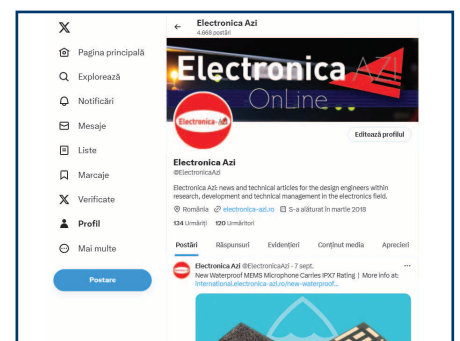 Electronica Azi
4.668 postări
Pagina principală
Explorează
Notificări
Mesaje
Liste
Marcaje
Verificate
Profil
Mai multe
Postare
Electronica AZI
OnLine
Electronica-Azi
Editează profilul
Electronica Azi
@ElectronicaAzi
Electronica Azi: news and technical articles for the design engineers within
research, development and technical management in the electronics field.
România electronica-azi.ro S-a alăturat în martie 2018
134 Urmăriți 120 Urmăritori
Postări Răspunsuri Evidențieri Conținut media Aprecieri
Electronica Azi @ElectronicaAzi · 7 sept.
New Waterproof MEMS Microphone Carries IPX7 Rating | More info at:
international.electronica-azi.ro/new-waterproof...